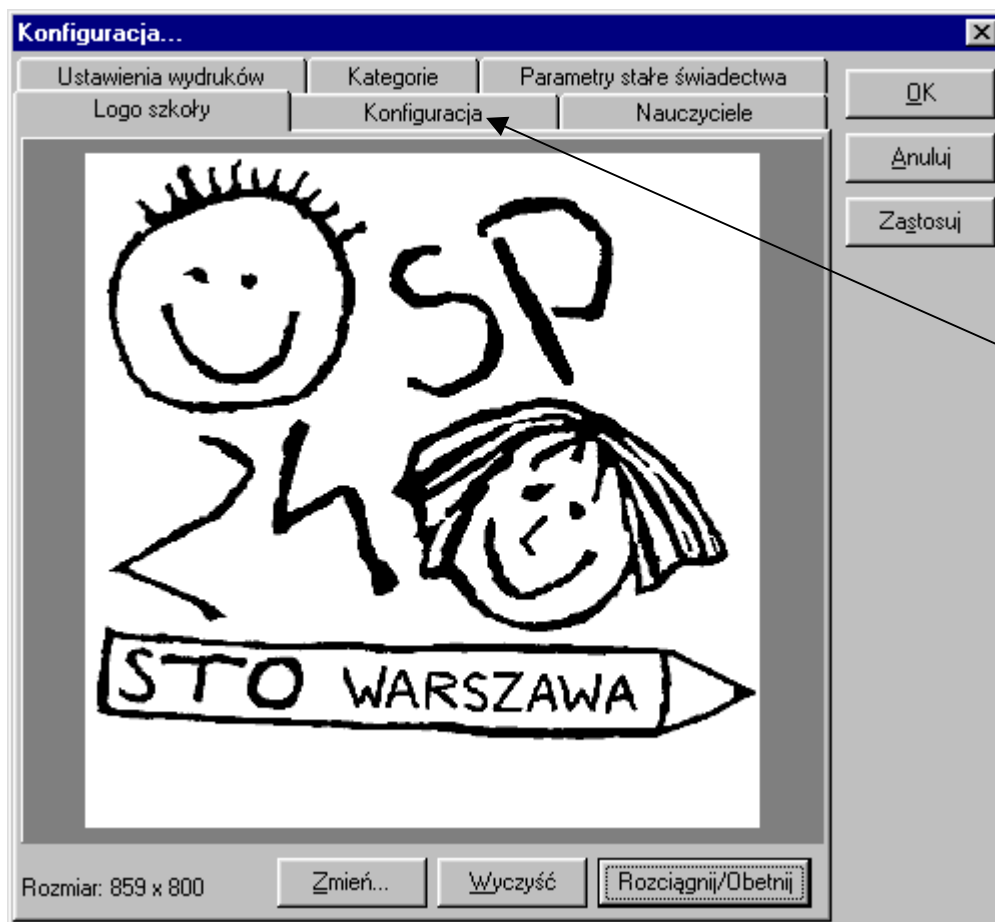 Konfiguracja...
Ustawienia wydruków Kategorie Parametry stałe świadectwa
Logo szkoły Konfiguracja Nauczyciele
OK
Anuluj
Zastosuj
SP
24
STO WARSZAWA
Rozmiar: 859 x 800
Zmień... Wyczyść Rozciągnij/Obetnij